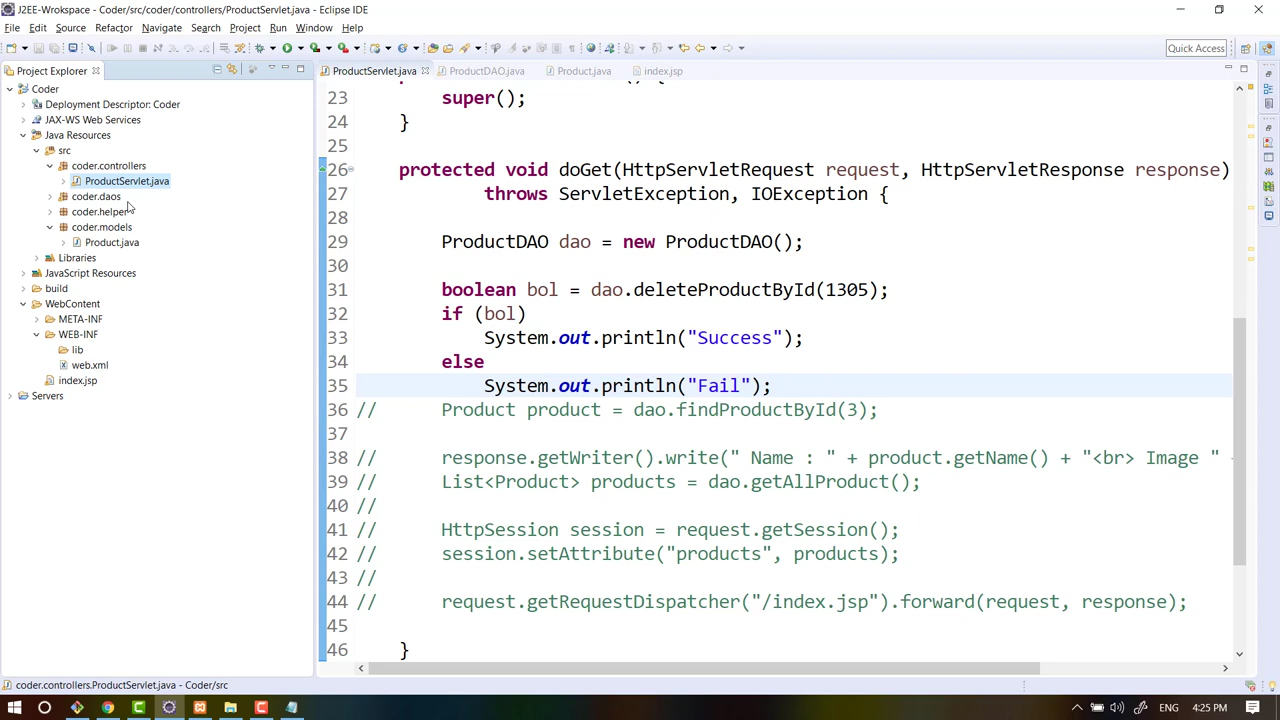 J2EE-Wrokspace - Coder/src/coder/controllers/ProductServlet.java - Eclipse IDE
File Edit Source Refactor Navigate Search Project Run Window Help
Quick Access
Project Explorer
ProductServlet.java ProductDAO.java Product.java index.jsp
Coder
Deployment Descriptor: Coder
JAX-WS Web Services
Java Resources
src
coder.controllers
ProductServlet.java
coder.daos
coder.helper
coder.models
Product.java
Libraries
JavaScript Resources
build
WebContent
META-INF
WEB-INF
lib
web.xml
index.jsp
Servers
23 super();
24 }
25
26 protected void doGet(HttpServletRequest request, HttpServletResponse response)
27 throws ServletException, IOException {
28
29 ProductDAO dao = new ProductDAO();
30
31 boolean bol = dao.deleteProductById(1305);
32 if (bol)
33 System.out.println("Success");
34 else
35 System.out.println("Fail");
36 // Product product = dao.findProductById(3);
37
38 // response.getWriter().write(" Name : " + product.getName() + "<br> Image "
39 // List<Product> products = dao.getAllProduct();
40 //
41 // HttpSession session = request.getSession();
42 // session.setAttribute("products", products);
43 //
44 // request.getRequestDispatcher("/index.jsp").forward(request, response);
45
46 }
coder.controllers.ProductServlet.java - Coder/src
ENG 4:25 PM